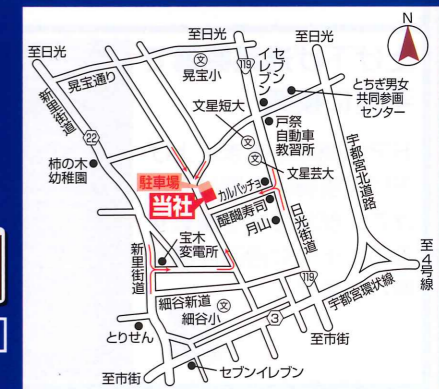 N
至日光
至日光
至日光
晃宝通り
文
晃宝小
119
セブン
イレブン
新里街道
22
文星短大
文
とちぎ男女
共同参画
センター
戸祭
自動車
教習所
文
文星芸大
柿の木
幼稚園
駐車場
当社
カルパッチョ
醍醐寿司
月山
日光街道
宇都宮北道路
宝木
変電所
新里街道
至4号線
119
細谷新道
細谷小
文
3
宇都宮環状線
とりせん
至市街
至市街
セブンイレブン